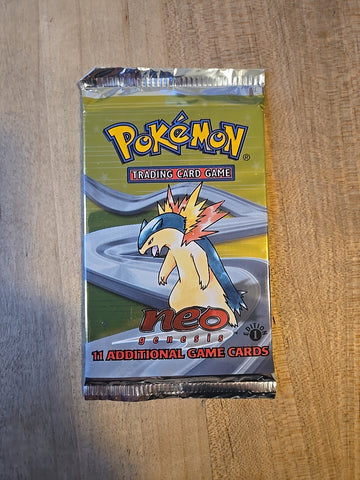 POKéMON®
TRADING CARD GAME
neo
genesis
EDITION
1
11 ADDITIONAL GAME CARDS